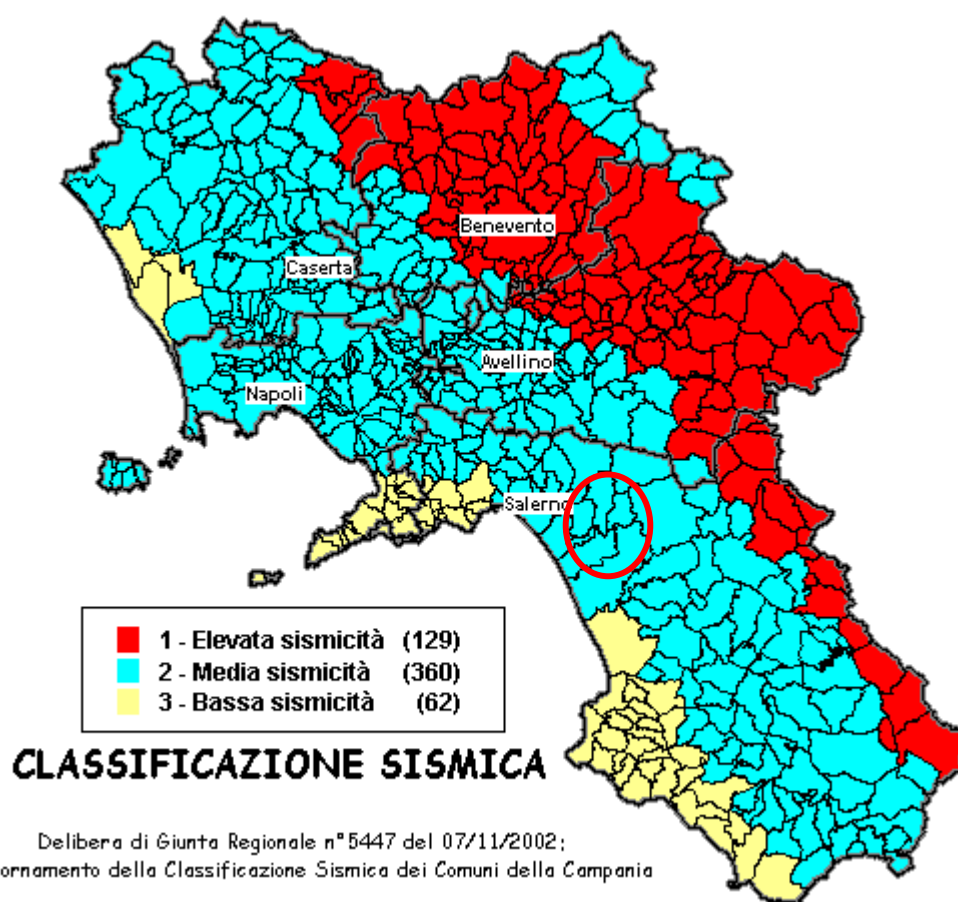 Benevento
Caserta
Avellino
Napoli
Salerno
1 - Elevata sismicità (129)
2 - Media sismicità (360)
3 - Bassa sismicità (62)
CLASSIFICAZIONE SISMICA
Delibera di Giunta Regionale n°5447 del 07/11/2002;
ornamento della Classificazione Sismica dei Comuni della Campania